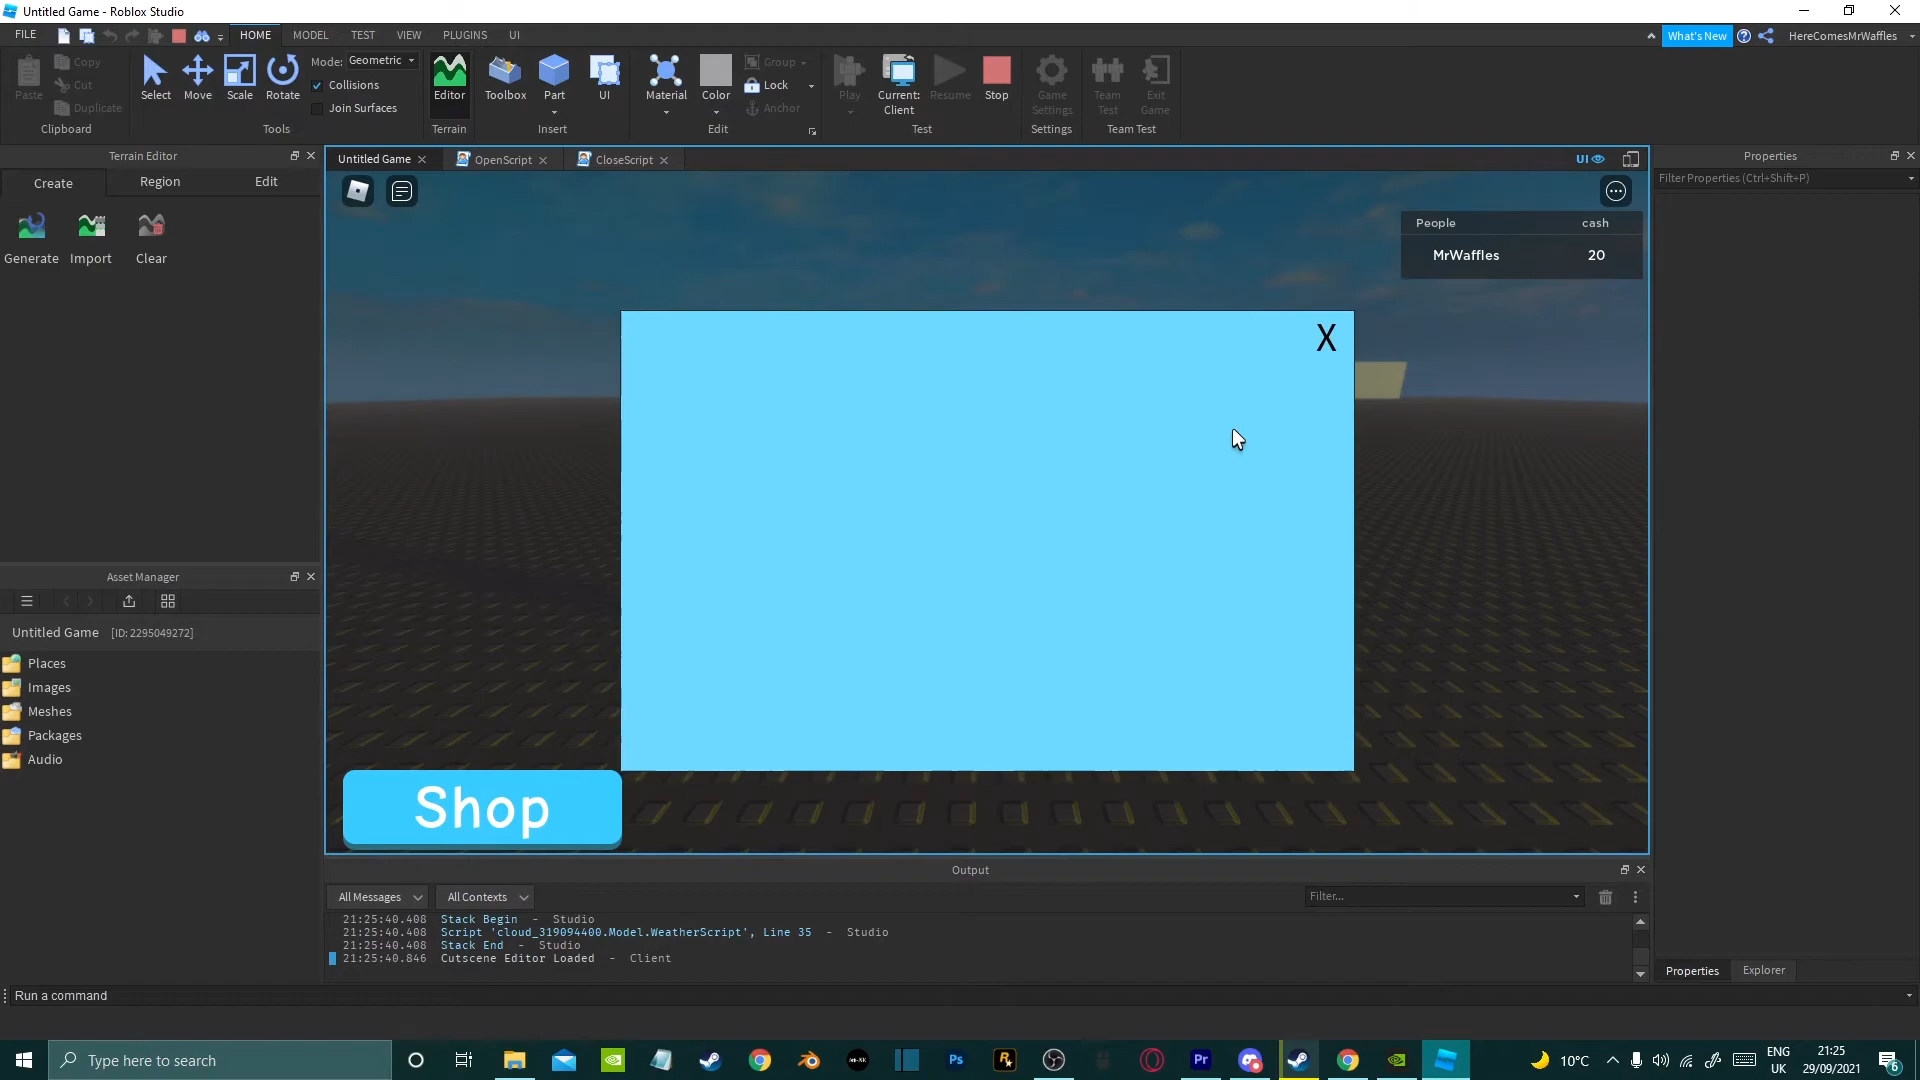 Untitled Game - Roblox Studio
FILE
HOME
MODEL
TEST
VIEW
PLUGINS
UI
What's New
HereComesMrWaffles
Paste
Copy
Cut
Duplicate
Clipboard
Select
Move
Scale
Rotate
Mode: Geometric
Collisions
Join Surfaces
Tools
Editor
Terrain
Toolbox
Part
UI
Insert
Material
Color
Group
Lock
Anchor
Edit
Play
Current:
Client
Resume
Stop
Test
Game
Settings
Settings
Team
Test
Exit
Game
Team Test
Terrain Editor
Create
Region
Edit
Generate
Import
Clear
Untitled Game
OpenScript
CloseScript
UI
People
cash
MrWaffles
20
X
Shop
Properties
Filter Properties (Ctrl+Shift+P)
Asset Manager
Untitled Game [ID: 2295049272]
Places
Images
Meshes
Packages
Audio
Output
All Messages
All Contexts
Filter...
21:25:40.408 Stack Begin - Studio
21:25:40.408 Script 'cloud_319094400.Model.WeatherScript', Line 35 - Studio
21:25:40.408 Stack End - Studio
21:25:40.846 Cutscene Editor Loaded - Client
Properties
Explorer
Run a command
Type here to search
Ps
Pr
10°C
ENG
UK
21:25
29/09/2021
6